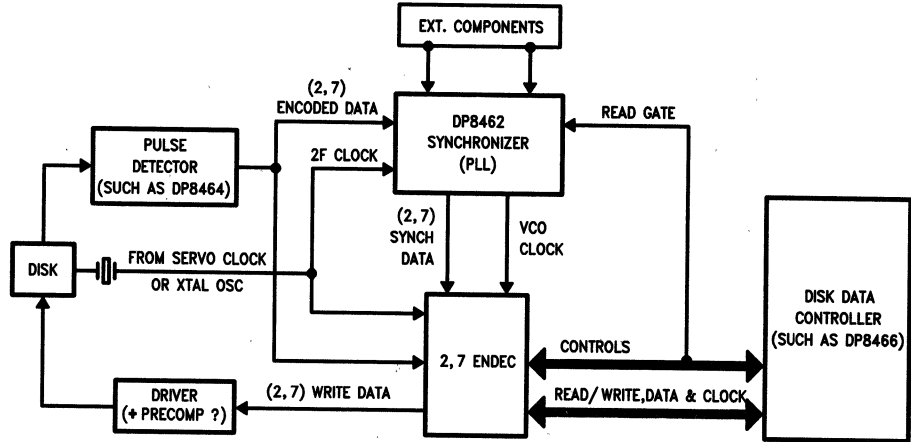 EXT. COMPONENTS
(2,7)
ENCODED DATA
DP8462
SYNCHRONIZER
(PLL)
READ GATE
PULSE
DETECTOR
(SUCH AS DP8464)
2F CLOCK
(2,7)
SYNCH
DATA
VCO
CLOCK
DISK
FROM SERVO CLOCK
OR XTAL OSC
DISK DATA
CONTROLLER
(SUCH AS DP8466)
2,7 ENDEC
CONTROLS
DRIVER
(+ PRECOMP ?)
(2,7) WRITE DATA
READ/WRITE,DATA & CLOCK